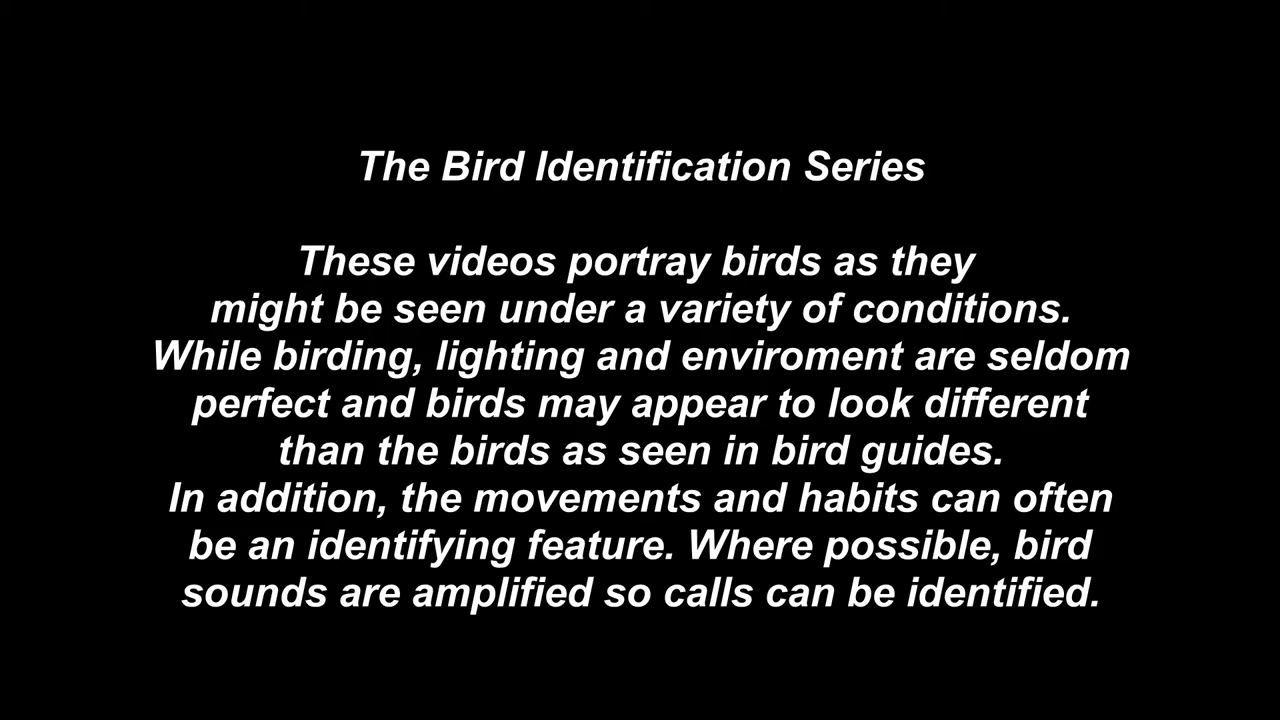 The Bird Identification Series
These videos portray birds as they
might be seen under a variety of conditions.
While birding, lighting and enviroment are seldom
perfect and birds may appear to look different
than the birds as seen in bird guides.
In addition, the movements and habits can often
be an identifying feature. Where possible, bird
sounds are amplified so calls can be identified.